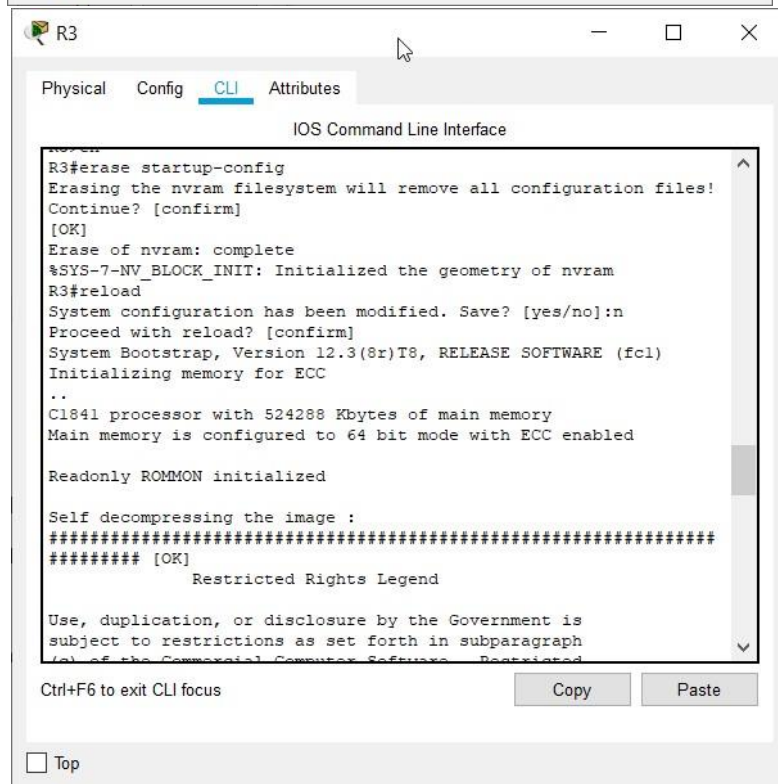 R3
Physical Config CLI Attributes
IOS Command Line Interface
R3#erase startup-config
Erasing the nvram filesystem will remove all configuration files!
Continue? [confirm]
[OK]
Erase of nvram: complete
%SYS-7-NV_BLOCK_INIT: Initialized the geometry of nvram
R3#reload
System configuration has been modified. Save? [yes/no]:n
Proceed with reload? [confirm]
System Bootstrap, Version 12.3(8r)T8, RELEASE SOFTWARE (fc1)
Initializing memory for ECC
..
C1841 processor with 524288 Kbytes of main memory
Main memory is configured to 64 bit mode with ECC enabled
Readonly ROMMON initialized
Self decompressing the image :
#################################################################
######### [OK]
Restricted Rights Legend
Use, duplication, or disclosure by the Government is
subject to restrictions as set forth in subparagraph
of the Commercial Computer Software Restricted
Ctrl+F6 to exit CLI focus
Copy Paste
Top